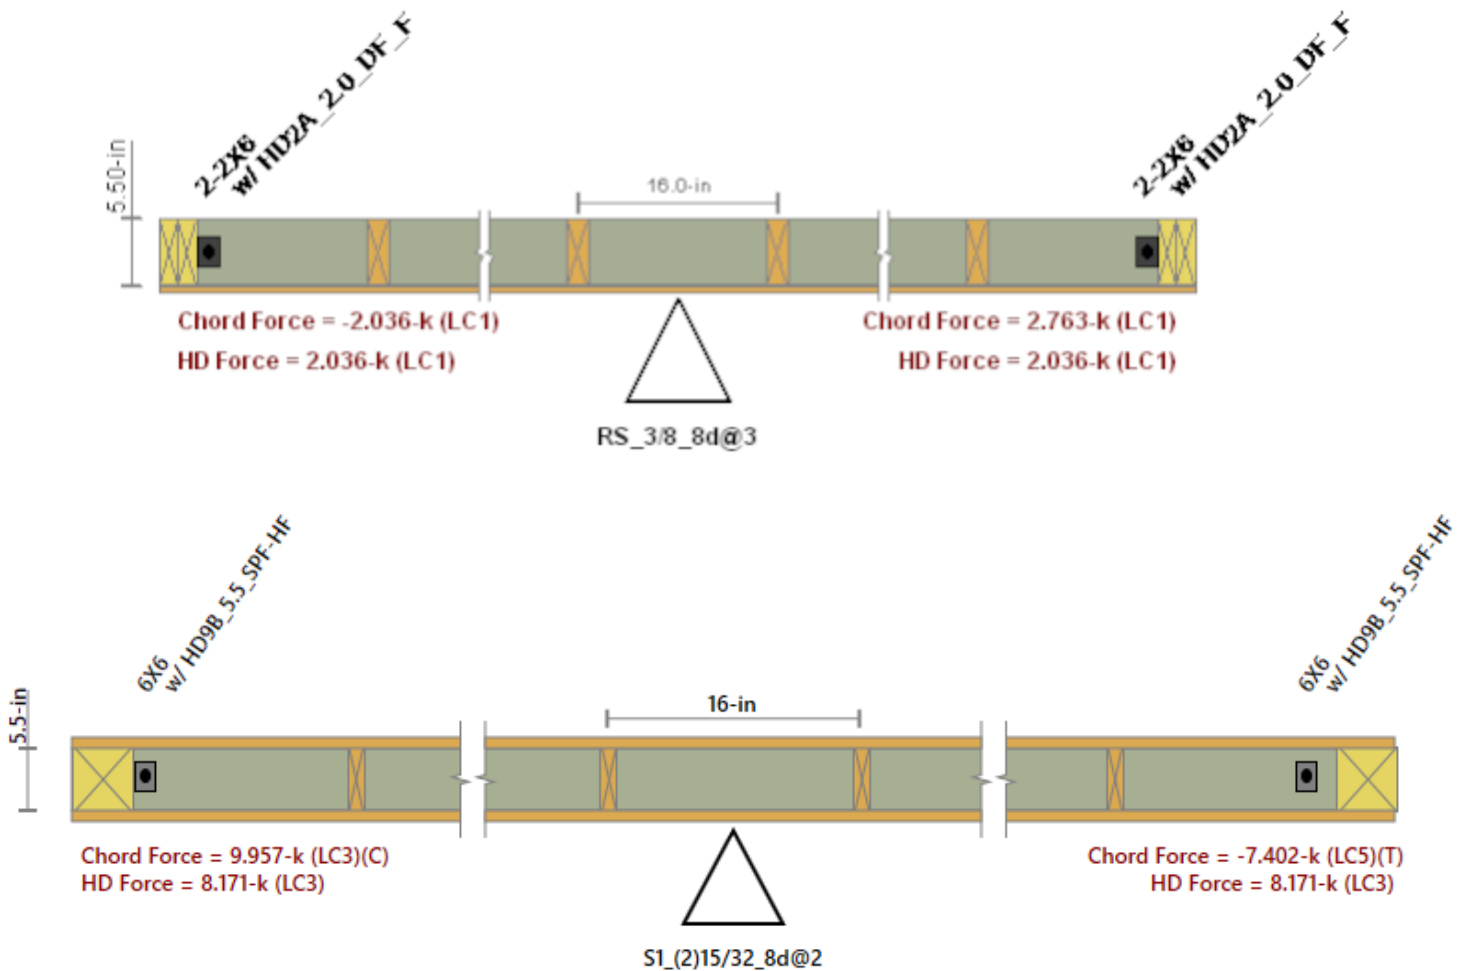 2-2X6
w/ HD2A_2.0_DF_F
2-2X6
w/ HD2A_2.0_DF_F
5.50-in
16.0-in
Chord Force = -2.036-k (LC1)
HD Force = 2.036-k (LC1)
Chord Force = 2.763-k (LC1)
HD Force = 2.036-k (LC1)
RS_3/8_8d@3
6X6
w/ HD9B_5.5_SPF-HF
6X6
w/ HD9B_5.5_SPF-HF
5.5-in
16-in
Chord Force = 9.957-k (LC3)(C)
HD Force = 8.171-k (LC3)
Chord Force = -7.402-k (LC5)(T)
HD Force = 8.171-k (LC3)
S1_(2)15/32_8d@2